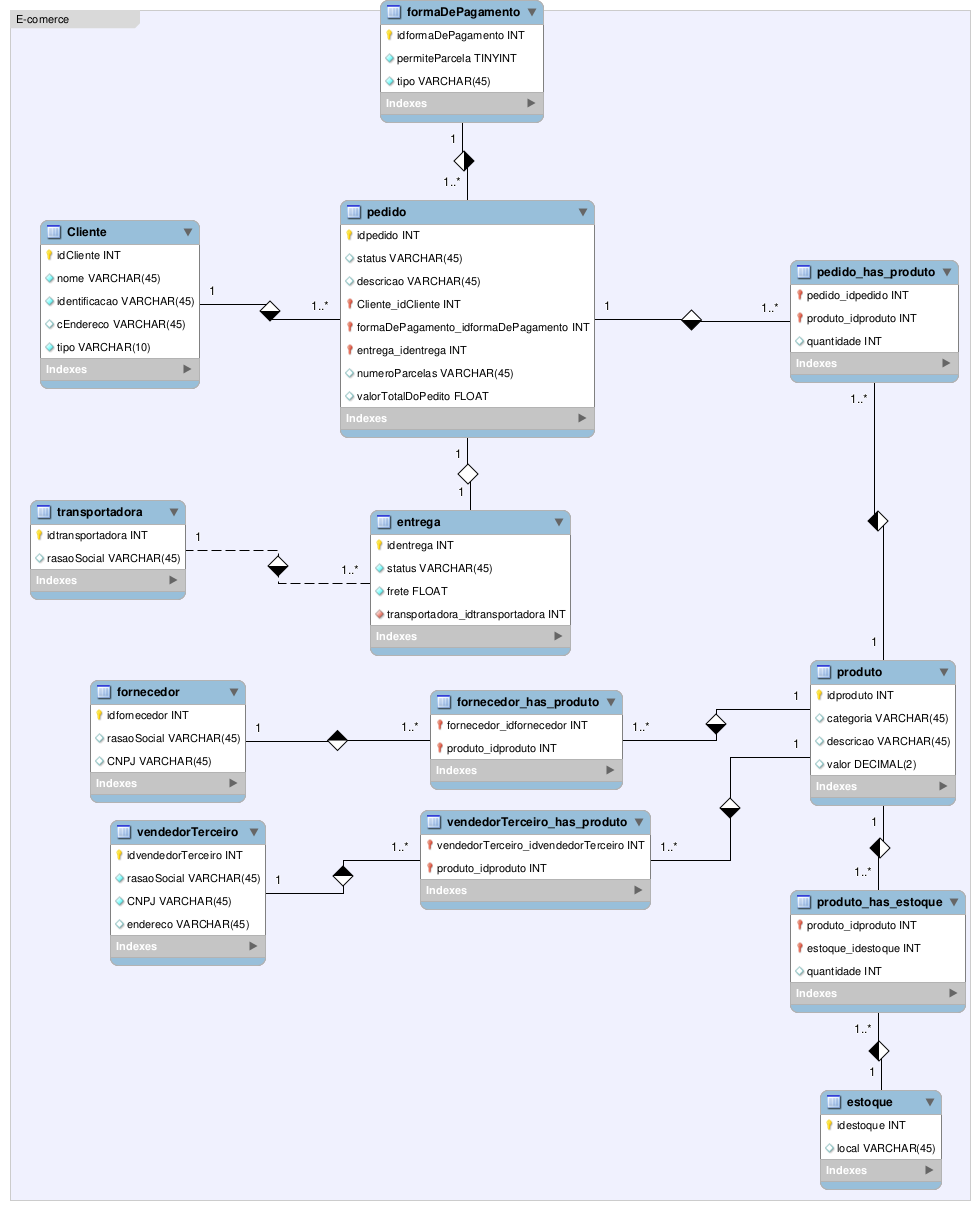 E-comerce
formaDePagamento
idformaDePagamento INT
permiteParcela TINYINT
tipo VARCHAR(45)
Indexes
1
1..*
pedido
idpedido INT
status VARCHAR(45)
descricao VARCHAR(45)
Cliente_idCliente INT
formaDePagamento_idformaDePagamento INT
entrega_identrega INT
numeroParcelas VARCHAR(45)
valorTotalDoPedito FLOAT
Indexes
Cliente
idCliente INT
nome VARCHAR(45)
identificacao VARCHAR(45)
cEndereco VARCHAR(45)
tipo VARCHAR(10)
Indexes
1
1..*
1
1..*
pedido_has_produto
pedido_idpedido INT
produto_idproduto INT
quantidade INT
Indexes
1..*
1
1
1
transportadora
idtransportadora INT
rasaoSocial VARCHAR(45)
Indexes
1
1..*
entrega
identrega INT
status VARCHAR(45)
frete FLOAT
transportadora_idtransportadora INT
Indexes
fornecedor
idfornecedor INT
rasaoSocial VARCHAR(45)
CNPJ VARCHAR(45)
Indexes
1
1..*
fornecedor_has_produto
fornecedor_idfornecedor INT
produto_idproduto INT
Indexes
1..*
1
produto
idproduto INT
categoria VARCHAR(45)
descricao VARCHAR(45)
valor DECIMAL(2)
Indexes
vendedorTerceiro
idvendedorTerceiro INT
rasaoSocial VARCHAR(45)
CNPJ VARCHAR(45)
endereco VARCHAR(45)
Indexes
1
1..*
vendedorTerceiro_has_produto
vendedorTerceiro_idvendedorTerceiro INT
produto_idproduto INT
Indexes
1..*
1
1
1..*
produto_has_estoque
produto_idproduto INT
estoque_idestoque INT
quantidade INT
Indexes
1..*
1
estoque
idestoque INT
local VARCHAR(45)
Indexes